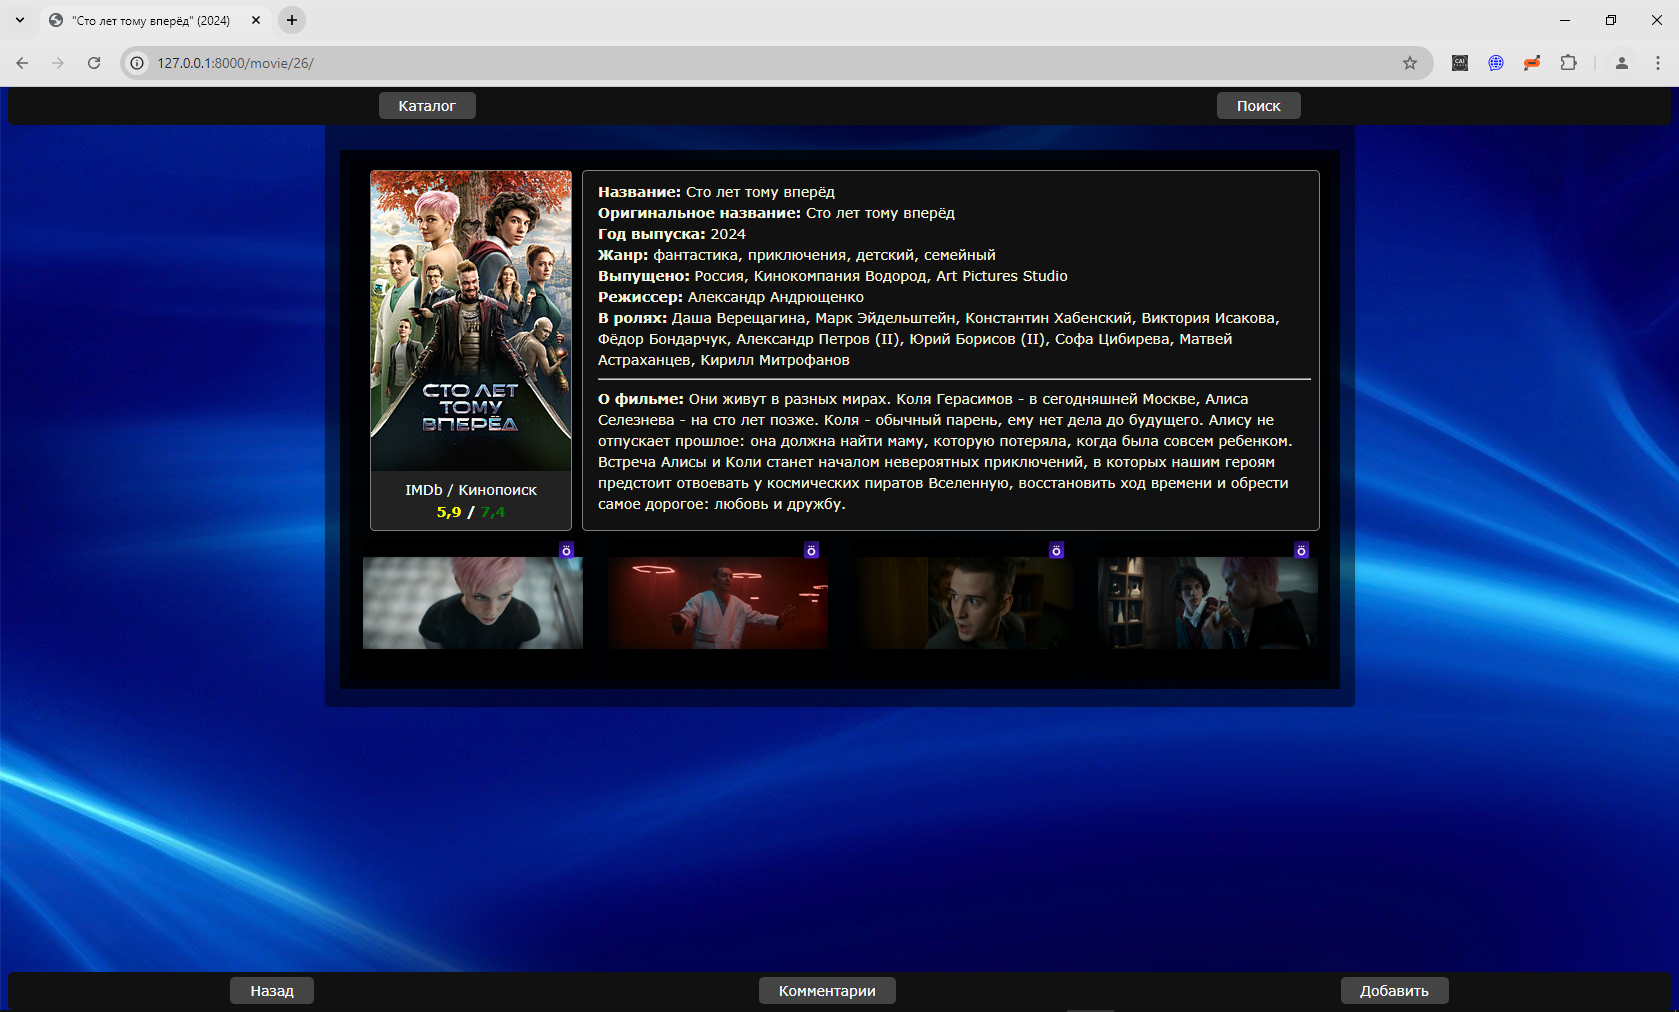 "Сто лет тому вперёд" (2024)
127.0.0.1:8000/movie/26/
CAI
Каталог
Поиск
СТО ЛЕТ
ТОМУ
ВПЕРЁД
IMDb / Кинопоиск
5,9 / 7,4
Название: Сто лет тому вперёд
Оригинальное название: Сто лет тому вперёд
Год выпуска: 2024
Жанр: фантастика, приключения, детский, семейный
Выпущено: Россия, Кинокомпания Водород, Art Pictures Studio
Режиссер: Александр Андрющенко
В ролях: Даша Верещагина, Марк Эйдельштейн, Константин Хабенский, Виктория Исакова,
Фёдор Бондарчук, Александр Петров (II), Юрий Борисов (II), Софа Цибирева, Матвей
Астраханцев, Кирилл Митрофанов
О фильме: Они живут в разных мирах. Коля Герасимов - в сегодняшней Москве, Алиса
Селезнева - на сто лет позже. Коля - обычный парень, ему нет дела до будущего. Алису не
отпускает прошлое: она должна найти маму, которую потеряла, когда была совсем ребенком.
Встреча Алисы и Коли станет началом невероятных приключений, в которых нашим героям
предстоит отвоевать у космических пиратов Вселенную, восстановить ход времени и обрести
самое дорогое: любовь и дружбу.
ö
ö
ö
ö
Назад
Комментарии
Добавить